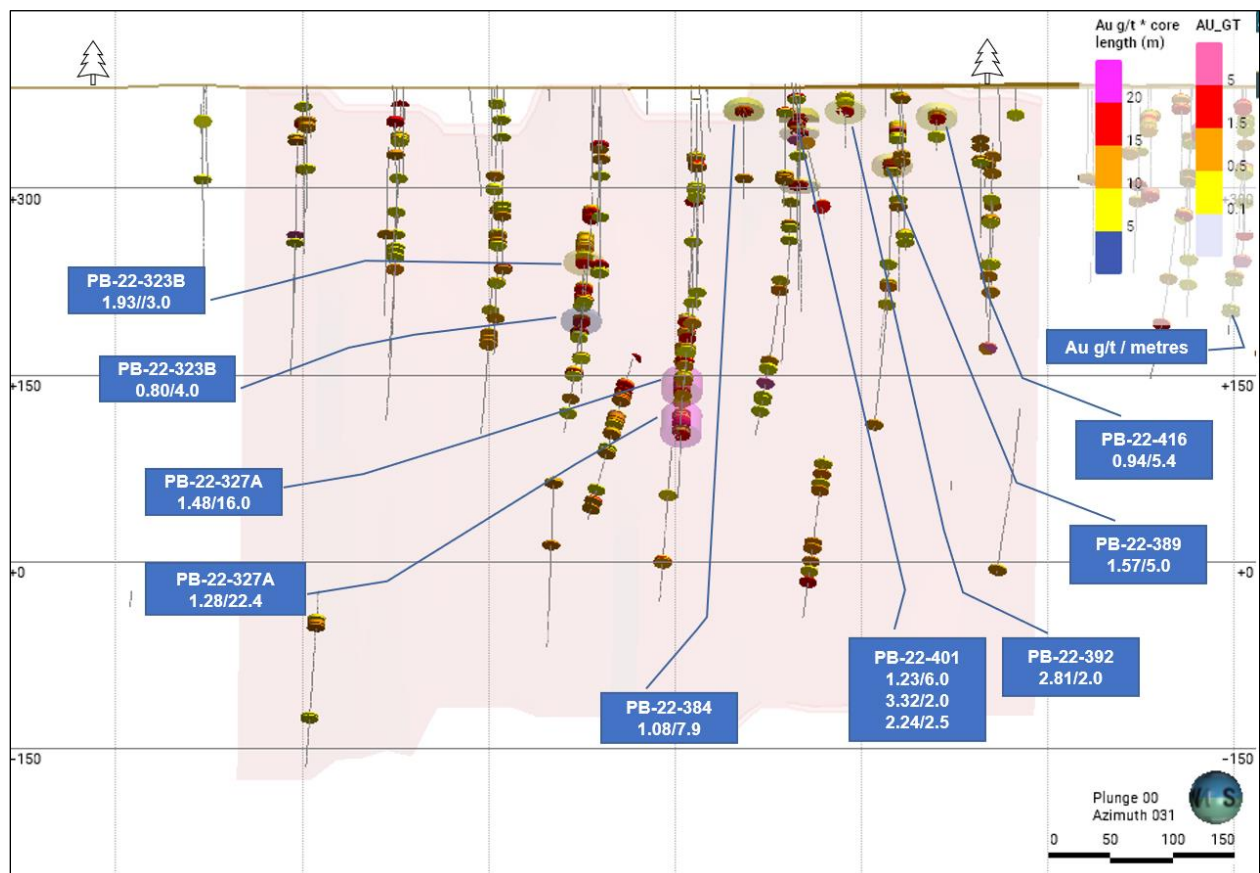 Au g/t * core
length (m)
AU_GT
20
15
10
5
5
1.5
0.5
0.1
+300
+300
PB-22-323B
1.93//3.0
PB-22-323B
0.80/4.0
Au g/t / metres
+150
+150
PB-22-416
0.94/5.4
PB-22-327A
1.48/16.0
PB-22-389
1.57/5.0
+0
+0
PB-22-327A
1.28/22.4
PB-22-401
1.23/6.0
3.32/2.0
2.24/2.5
PB-22-392
2.81/2.0
PB-22-384
1.08/7.9
-150
-150
Plunge 00
Azimuth 031
S
0 50 100 150